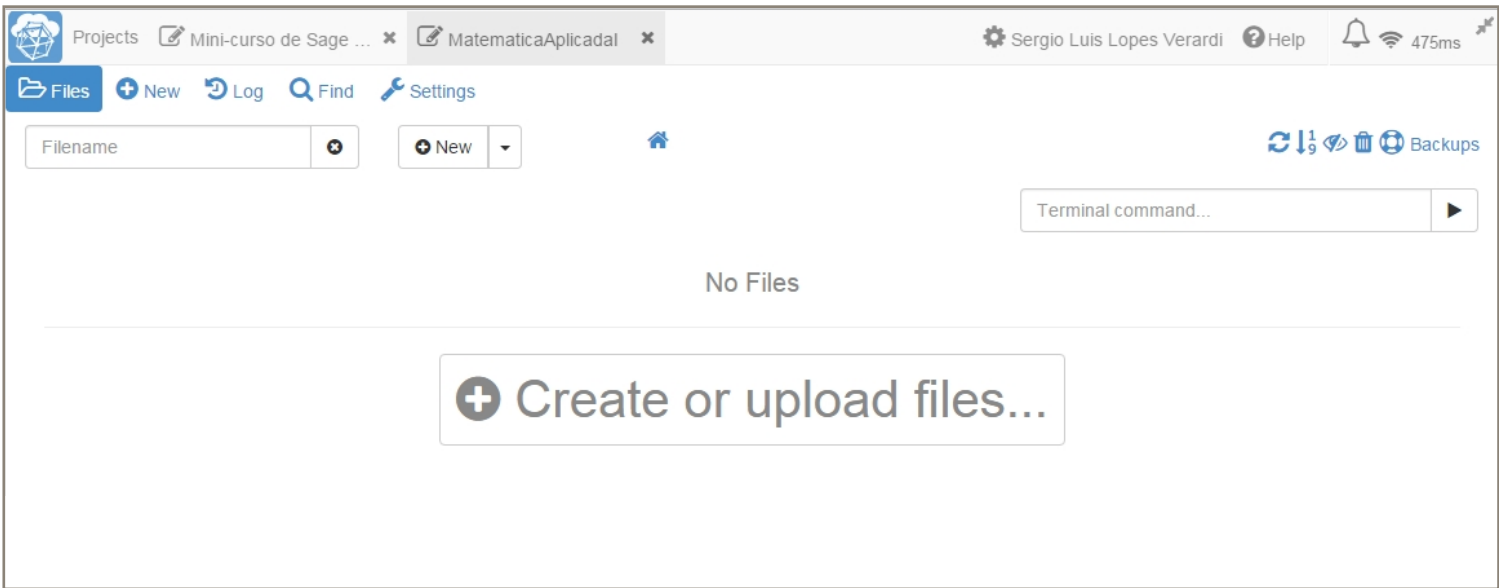 Projects Mini-curso de Sage ... MatematicaAplicadaI Sergio Luis Lopes Verardi Help 475ms
Files New Log Find Settings
Filename New Backups
Terminal command...
No Files
Create or upload files...